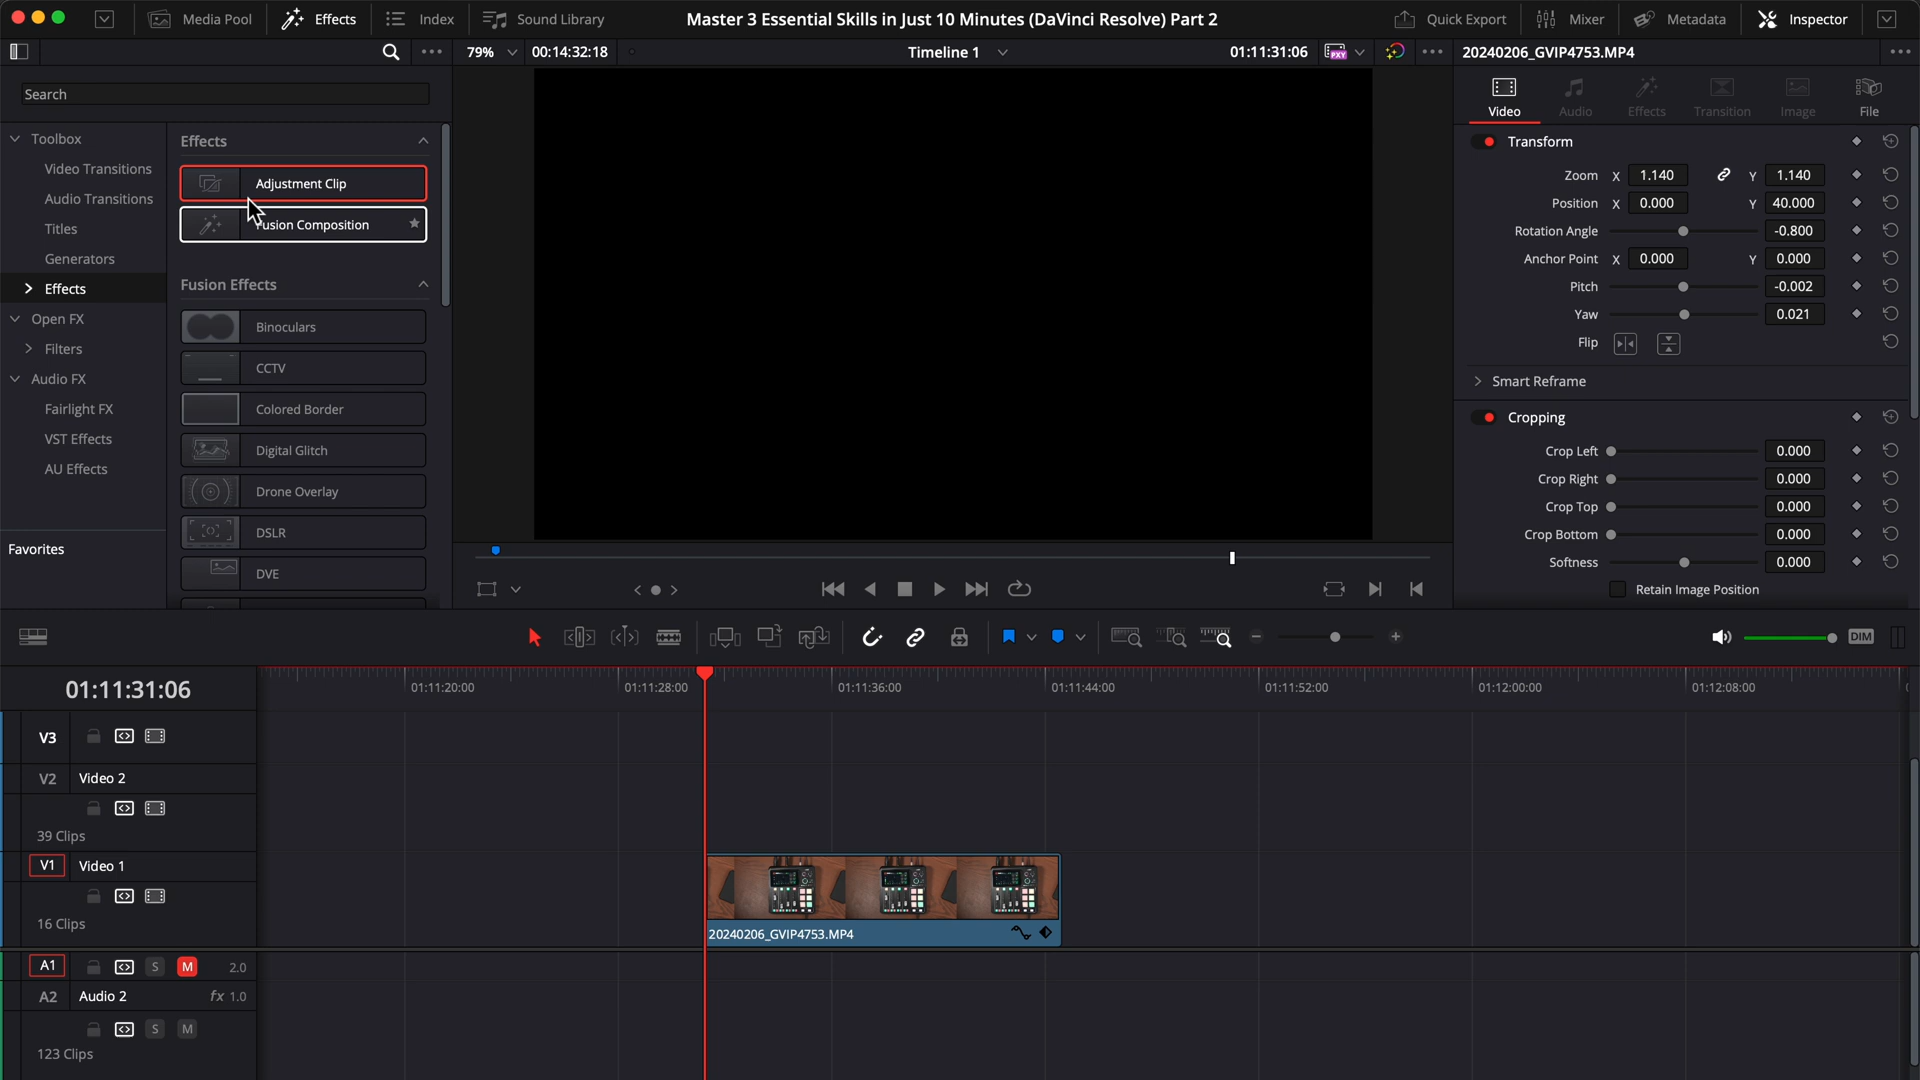 Media Pool
Effects
Index
Sound Library
Master 3 Essential Skills in Just 10 Minutes (DaVinci Resolve) Part 2
Quick Export
Mixer
Metadata
Inspector
79%
00:14:32:18
Timeline 1
01:11:31:06
PXY
20240206_GVIP4753.MP4
Search
Toolbox
Video Transitions
Audio Transitions
Titles
Generators
Effects
Open FX
Filters
Audio FX
Fairlight FX
VST Effects
AU Effects
Favorites
Effects
Adjustment Clip
Fusion Composition
Fusion Effects
Binoculars
CCTV
Colored Border
Digital Glitch
Drone Overlay
DSLR
DVE
Video
Audio
Effects
Transition
Image
File
Transform
Zoom X 1.140 Y 1.140
Position X 0.000 Y 40.000
Rotation Angle -0.800
Anchor Point X 0.000 Y 0.000
Pitch -0.002
Yaw 0.021
Flip
Smart Reframe
Cropping
Crop Left 0.000
Crop Right 0.000
Crop Top 0.000
Crop Bottom 0.000
Softness 0.000
Retain Image Position
DIM
01:11:31:06
01:11:20:00
01:11:28:00
01:11:36:00
01:11:44:00
01:11:52:00
01:12:00:00
01:12:08:00
V3
V2 Video 2
39 Clips
V1 Video 1
16 Clips
20240206_GVIP4753.MP4
A1 S M 2.0
A2 Audio 2 fx 1.0
S M
123 Clips